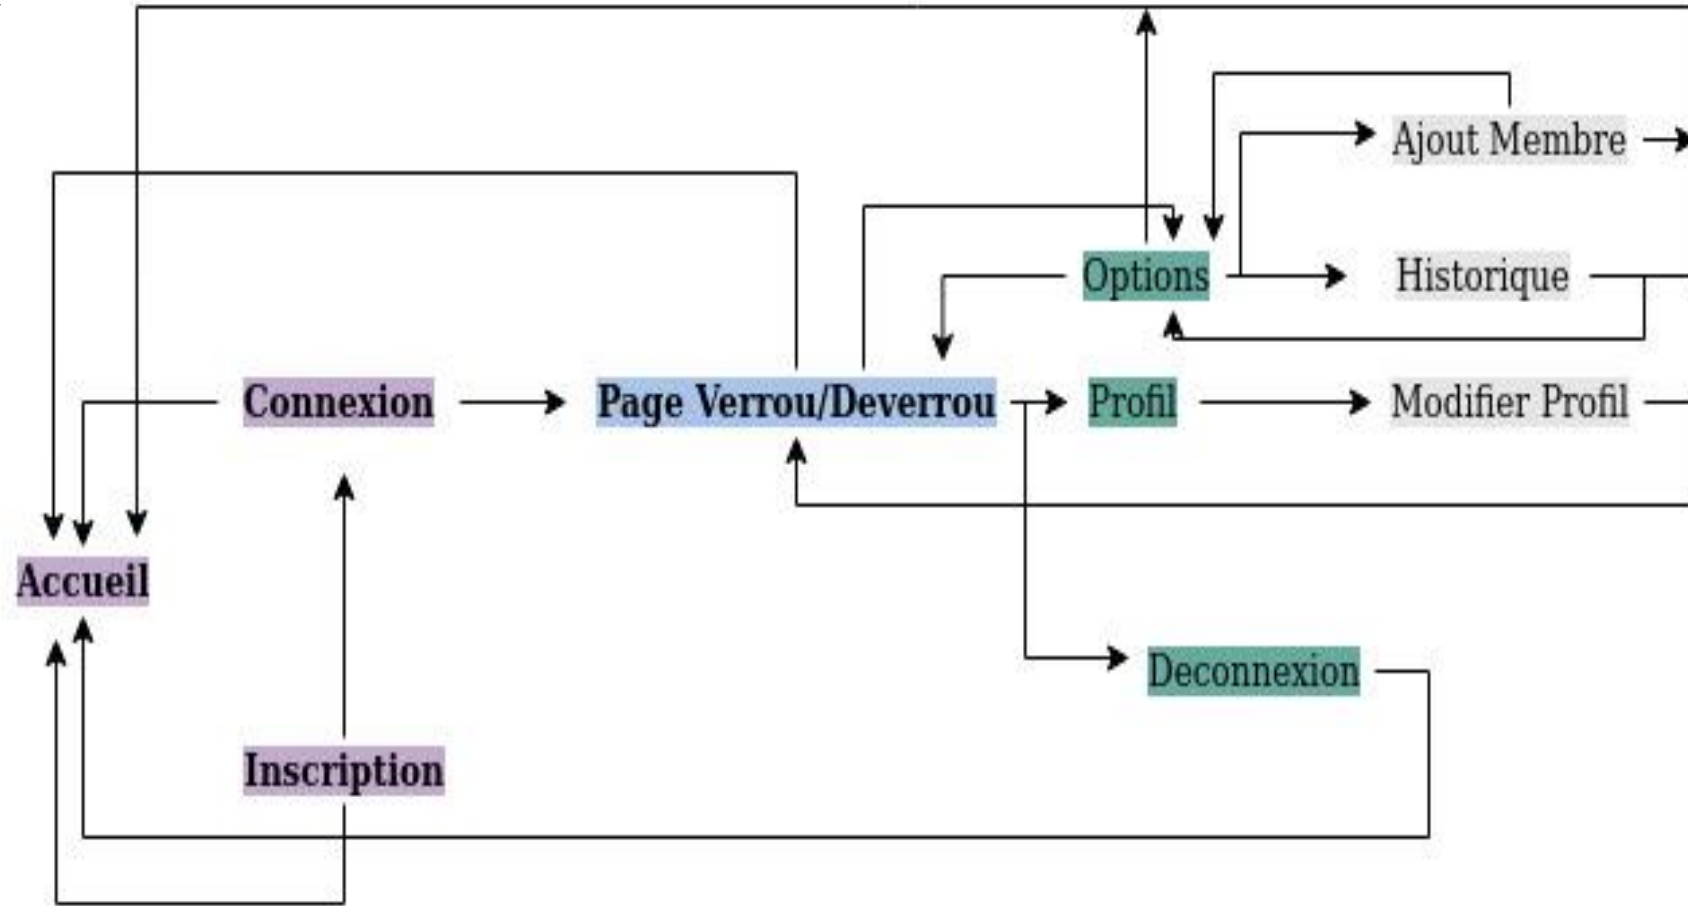 Ajout Membre
Options
Historique
Connexion
Page Verrou/Deverrou
Profil
Modifier Profil
Accueil
Deconnexion
Inscription